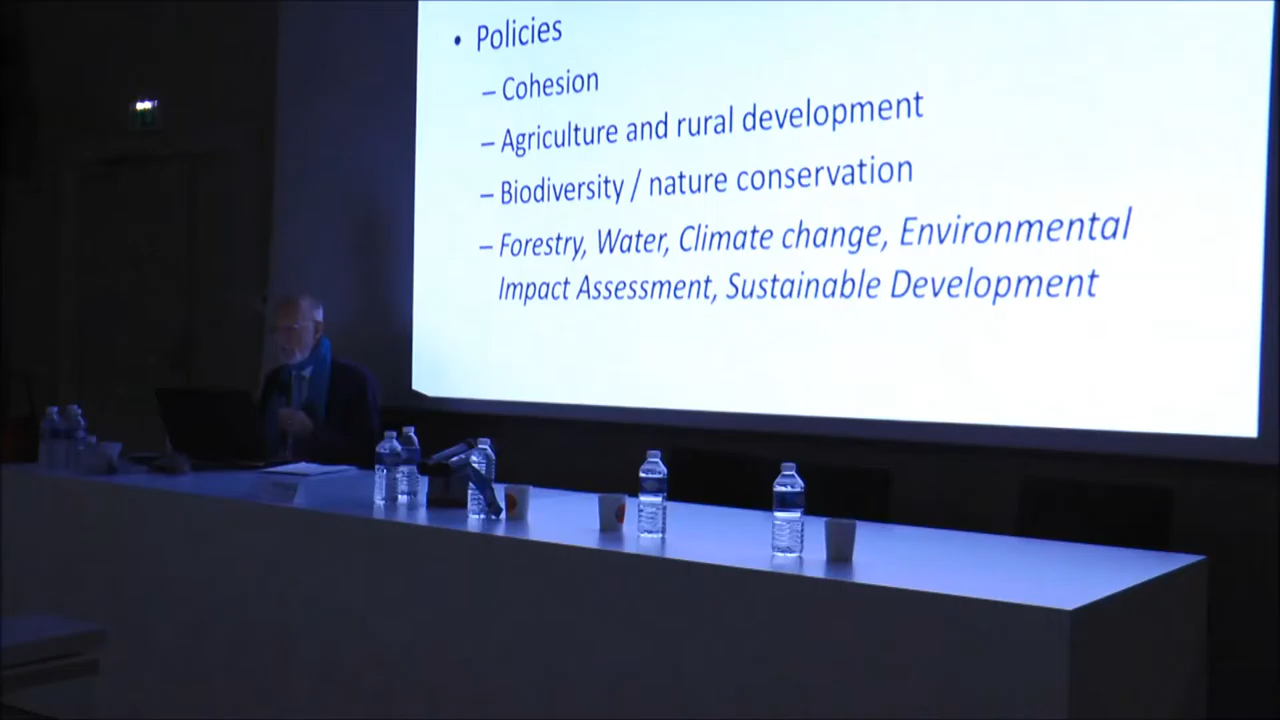 • Policies
– Cohesion
– Agriculture and rural development
– Biodiversity / nature conservation
– Forestry, Water, Climate change, Environmental
Impact Assessment, Sustainable Development